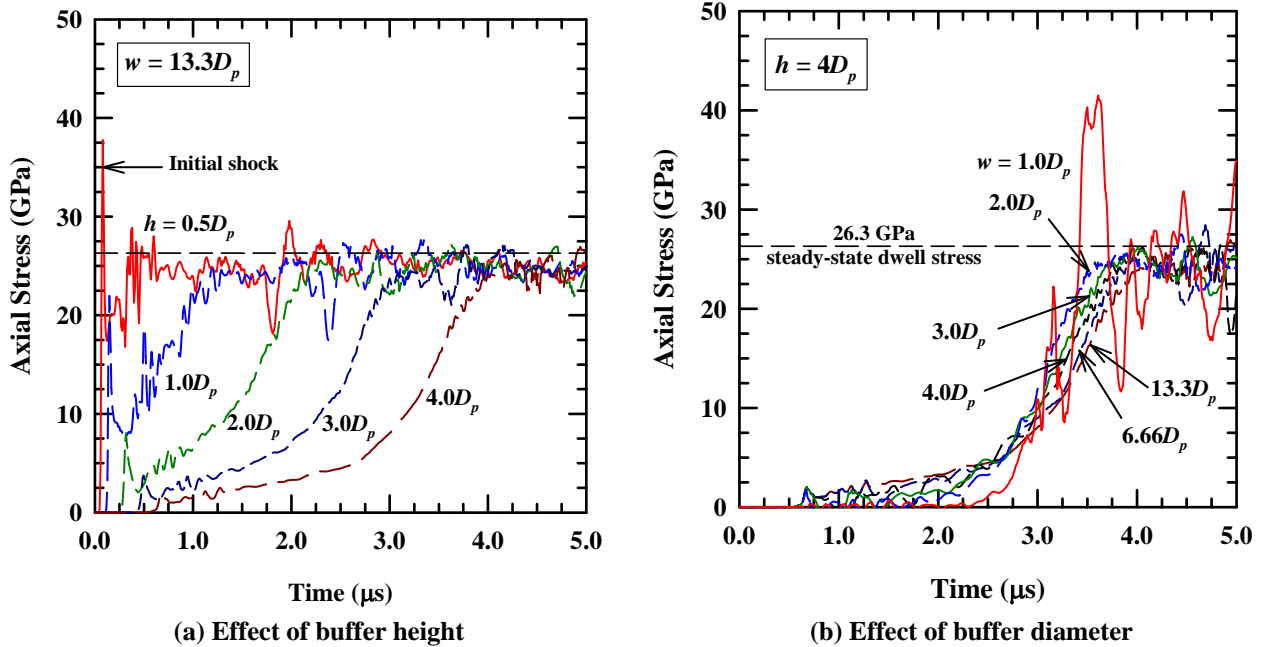 50
w = 13.3Dp
40
Initial shock
30
h = 0.5Dp
20
1.0Dp
10
2.0Dp
3.0Dp
4.0Dp
0
0.0 1.0 2.0 3.0 4.0 5.0
Axial Stress (GPa)
Time (μs)
(a) Effect of buffer height
50
h = 4Dp
40
w = 1.0Dp
2.0Dp
30
26.3 GPa
steady-state dwell stress
20
3.0Dp
4.0Dp
13.3Dp
10
6.66Dp
0
0.0 1.0 2.0 3.0 4.0 5.0
Axial Stress (GPa)
Time (μs)
(b) Effect of buffer diameter